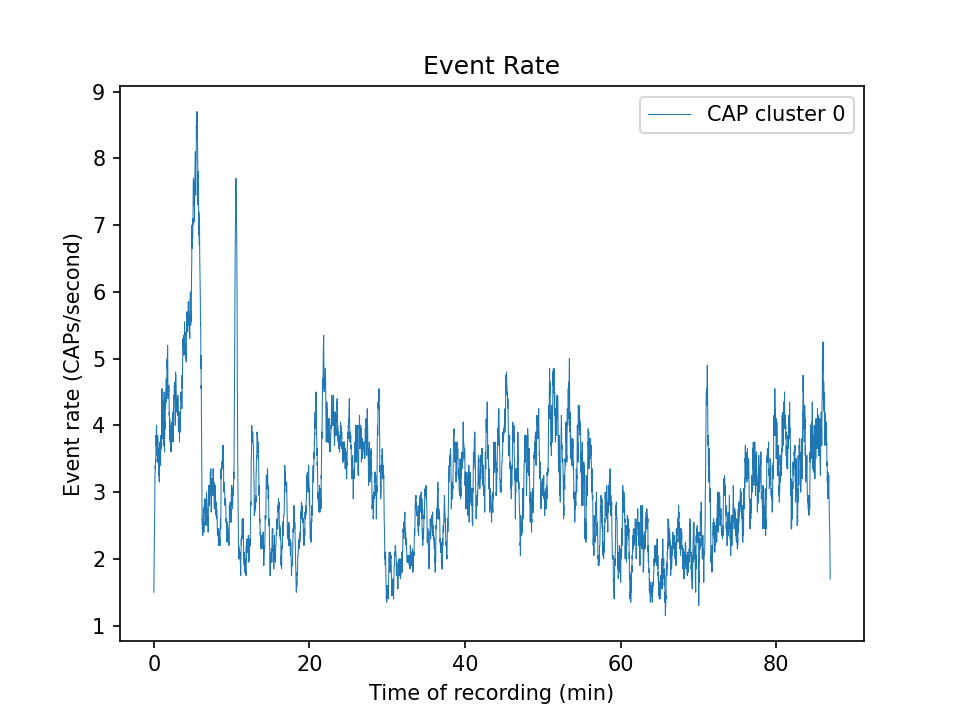 Event Rate
CAP cluster 0
Event rate (CAPs/second)
9
8
7
6
5
4
3
2
1
0 20 40 60 80
Time of recording (min)